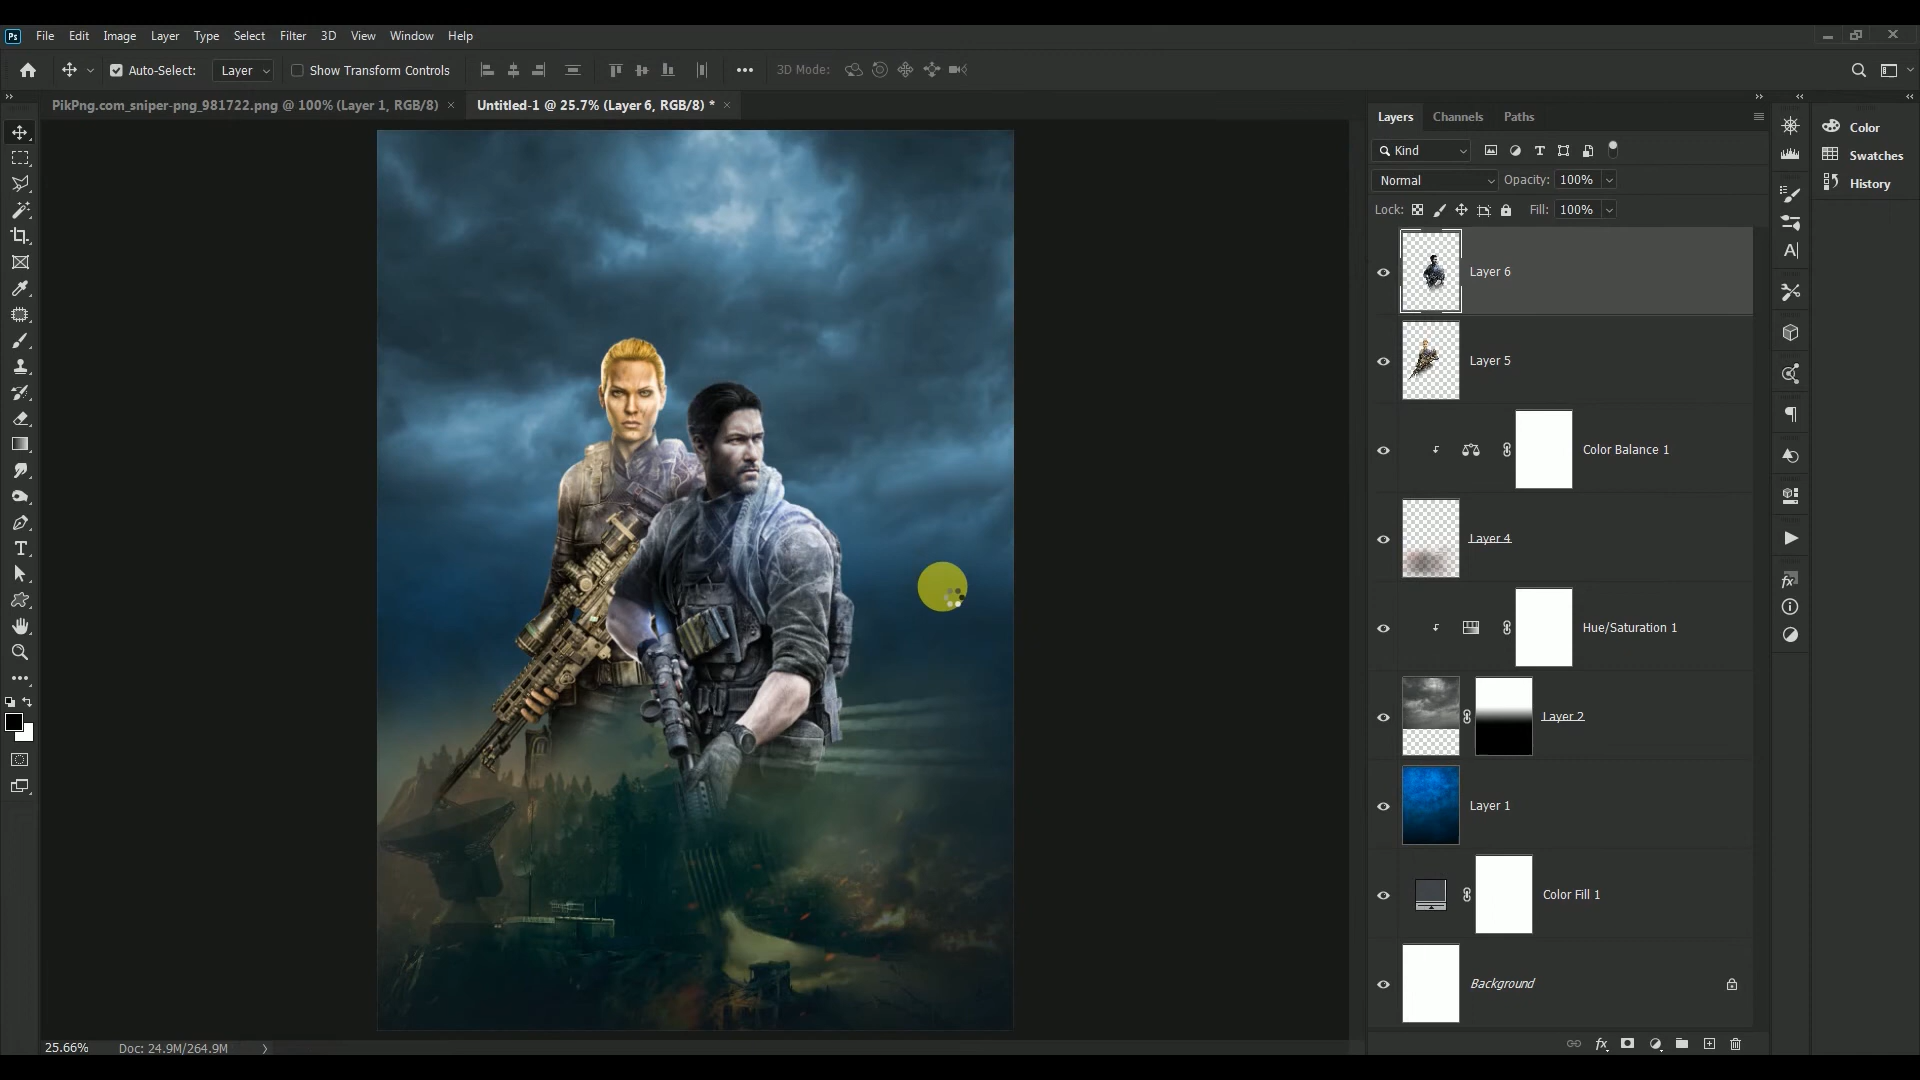 Ps File Edit Image Layer Type Select Filter 3D View Window Help
Auto-Select: Layer Show Transform Controls 3D Mode:
PikPng.com_sniper-png_981722.png @ 100% (Layer 1, RGB/8) × Untitled-1 @ 25.7% (Layer 6, RGB/8) * ×
Layers Channels Paths
Color
Swatches
History
Kind
Normal Opacity: 100%
Lock: Fill: 100%
Layer 6
Layer 5
Color Balance 1
Layer 4
Hue/Saturation 1
Layer 2
Layer 1
Color Fill 1
Background
25.66% Doc: 24.9M/264.9M